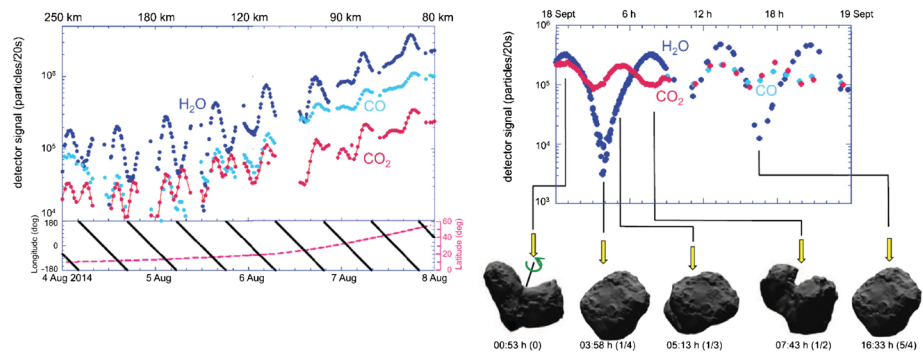 250 km 180 km 120 km 90 km 80 km
detector signal (particles/20s)
10⁵
10⁴
H₂O
CO
CO₂
Longitude (deg)
180
0
-180
Latitude (deg)
60
40
20
0
4 Aug 2014 5 Aug 6 Aug 7 Aug 8 Aug
18 Sept 6 h 12 h 18 h 19 Sept
detector signal (particles/20s)
10⁶
10⁵
10⁴
10³
H₂O
CO₂
CO
00:53 h (0) 03:58 h (1/4) 05:13 h (1/3) 07:43 h (1/2) 16:33 h (5/4)